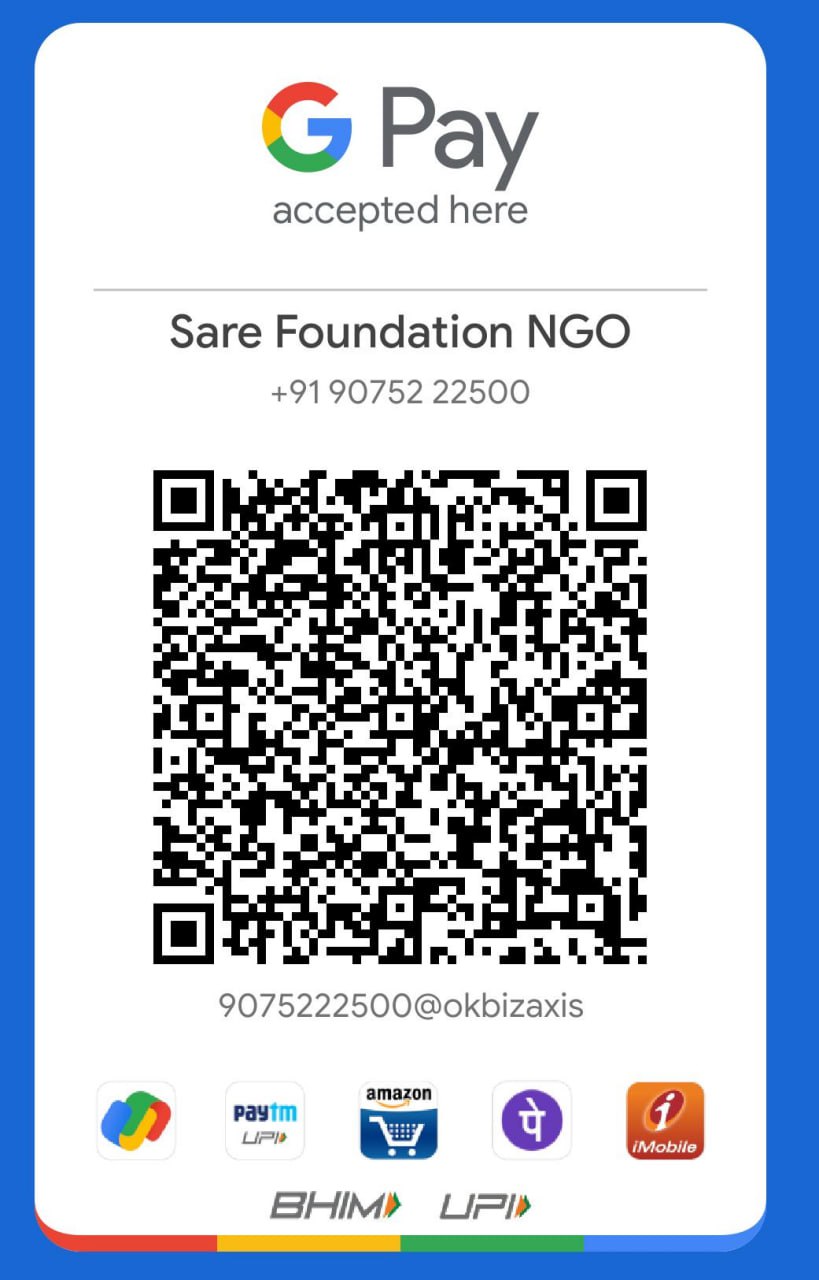 G Pay
accepted here
Sare Foundation NGO
+91 90752 22500
9075222500@okbizaxis
paytm
UPI
amazon
पे
iMobile
BHIM UPI